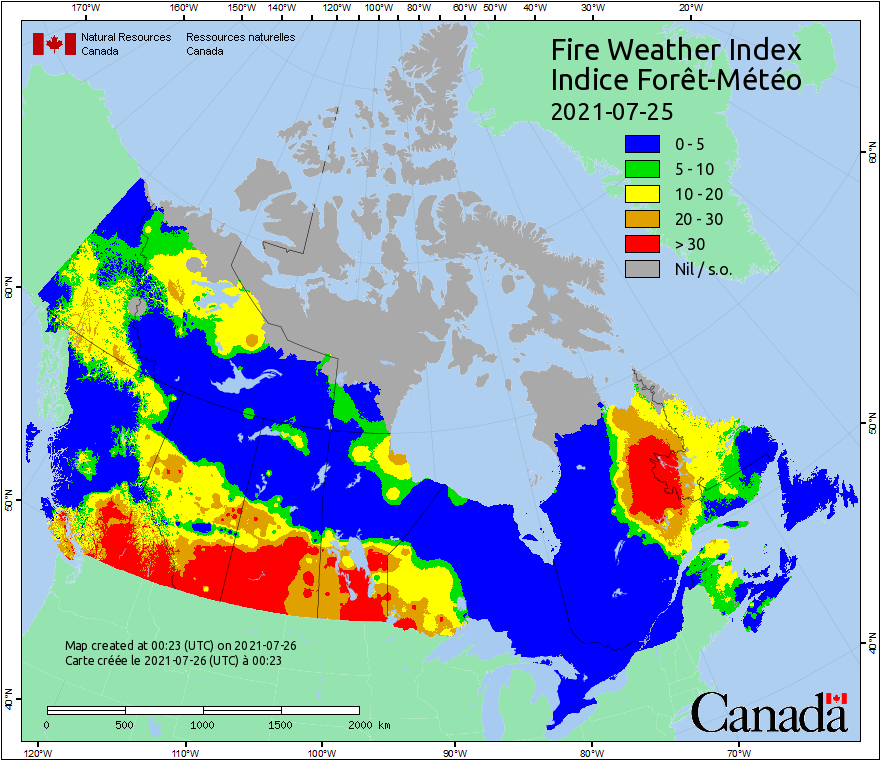 170°W 160°W 150°W 140°W 130°W 120°W 110°W 100°W 90°W 80°W 70°W 60°W 50°W 40°W 30°W 20°W
Natural Resources Ressources naturelles
Canada Canada
Fire Weather Index
Indice Forêt-Météo
2021-07-25
0 - 5
5 - 10
10 - 20
20 - 30
> 30
Nil / s.o.
60°N
60°N
50°N
50°N
40°N
40°N
Map created at 00:23 (UTC) on 2021-07-26
Carte créée le 2021-07-26 (UTC) à 00:23
0 500 1000 1500 2000 km
Canada
120°W 110°W 100°W 90°W 80°W 70°W